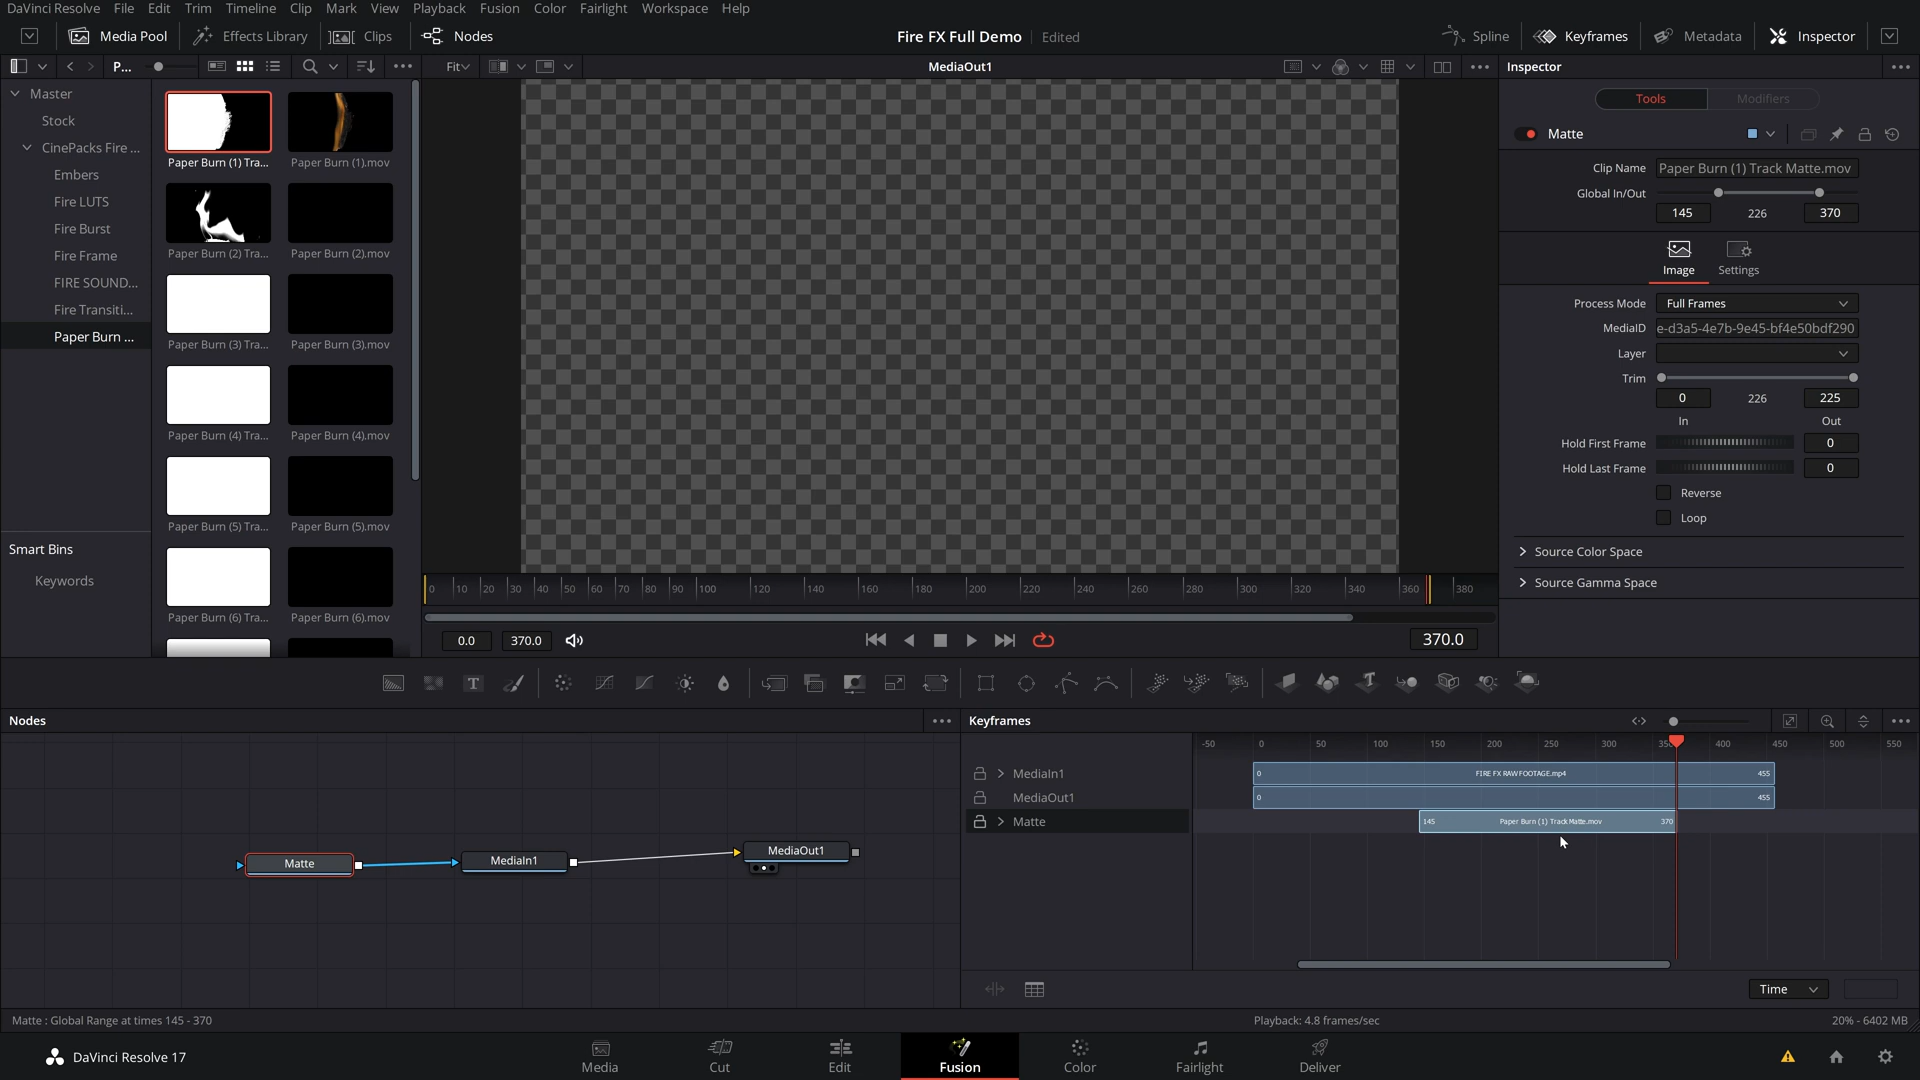 DaVinci Resolve File Edit Trim Timeline Clip Mark View Playback Fusion Color Fairlight Workspace Help
Media Pool Effects Library Clips Nodes
Fire FX Full Demo Edited
Spline Keyframes Metadata Inspector
P...
Fit
MediaOut1
Inspector
Master
Stock
CinePacks Fire ...
Embers
Fire LUTS
Fire Burst
Fire Frame
FIRE SOUND...
Fire Transiti...
Paper Burn ...
Smart Bins
Keywords
Paper Burn (1) Tra... Paper Burn (1).mov
Paper Burn (2) Tra... Paper Burn (2).mov
Paper Burn (3) Tra... Paper Burn (3).mov
Paper Burn (4) Tra... Paper Burn (4).mov
Paper Burn (5) Tra... Paper Burn (5).mov
Paper Burn (6) Tra... Paper Burn (6).mov
0 10 20 30 40 50 60 70 80 90 100 120 140 160 180 200 220 240 260 280 300 320 340 360 380
0.0 370.0
370.0
Tools Modifiers
Matte
Clip Name Paper Burn (1) Track Matte.mov
Global In/Out
145 226 370
Image Settings
Process Mode Full Frames
MediaID e-d3a5-4e7b-9e45-bf4e50bdf290
Layer
Trim
0 226 225
In Out
Hold First Frame 0
Hold Last Frame 0
Reverse
Loop
Source Color Space
Source Gamma Space
T
T
Nodes
Matte
MediaIn1
MediaOut1
Keyframes
-50 0 50 100 150 200 250 300 350 400 450 500 550
MediaIn1 0 FIRE FX RAW FOOTAGE.mp4 455
MediaOut1 0 455
Matte 145 Paper Burn (1) Track Matte.mov 370
Time
Matte : Global Range at times 145 - 370
Playback: 4.8 frames/sec
20% - 6402 MB
DaVinci Resolve 17
Media Cut Edit Fusion Color Fairlight Deliver